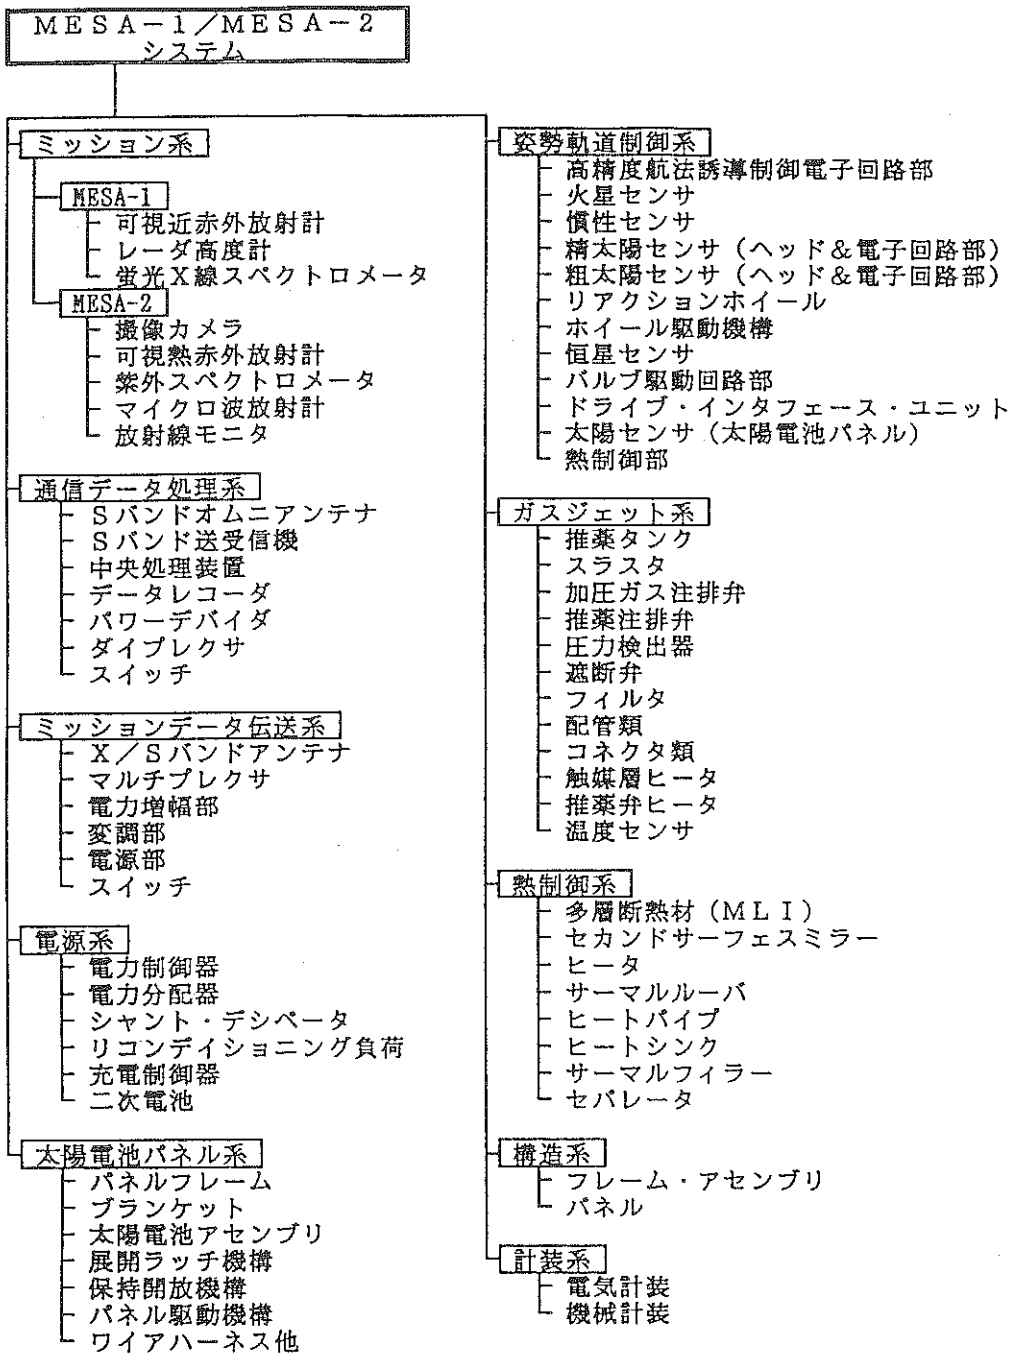 ＭＥＳＡ－１／ＭＥＳＡ－２
システム
ミッション系
MESA-1
可視近赤外放射計
レーダ高度計
蛍光Ｘ線スペクトロメータ
MESA-2
撮像カメラ
可視熱赤外放射計
紫外スペクトロメータ
マイクロ波放射計
放射線モニタ
通信データ処理系
Ｓバンドオムニアンテナ
Ｓバンド送受信機
中央処理装置
データレコーダ
パワーデバイダ
ダイプレクサ
スイッチ
ミッションデータ伝送系
Ｘ／Ｓバンドアンテナ
マルチプレクサ
電力増幅部
変調部
電源部
スイッチ
電源系
電力制御器
電力分配器
シャント・デシペータ
リコンデイショニング負荷
充電制御器
二次電池
太陽電池パネル系
パネルフレーム
ブランケット
太陽電池アセンブリ
展開ラッチ機構
保持開放機構
パネル駆動機構
ワイアハーネス他
姿勢軌道制御系
高精度航法誘導制御電子回路部
火星センサ
慣性センサ
精太陽センサ（ヘッド＆電子回路部）
粗太陽センサ（ヘッド＆電子回路部）
リアクションホイール
ホイール駆動機構
恒星センサ
バルブ駆動回路部
ドライブ・インタフェース・ユニット
太陽センサ（太陽電池パネル）
熱制御部
ガスジェット系
推薬タンク
スラスタ
加圧ガス注排弁
推薬注排弁
圧力検出器
遮断弁
フィルタ
配管類
コネクタ類
触媒層ヒータ
推薬弁ヒータ
温度センサ
熱制御系
多層断熱材（ＭＬＩ）
セカンドサーフェスミラー
ヒータ
サーマルルーバ
ヒートパイプ
ヒートシンク
サーマルフィラー
セパレータ
構造系
フレーム・アセンブリ
パネル
計装系
電気計装
機械計装